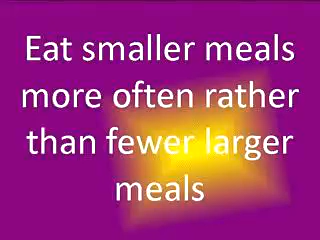 Eat smaller meals
more often rather
than fewer larger
meals